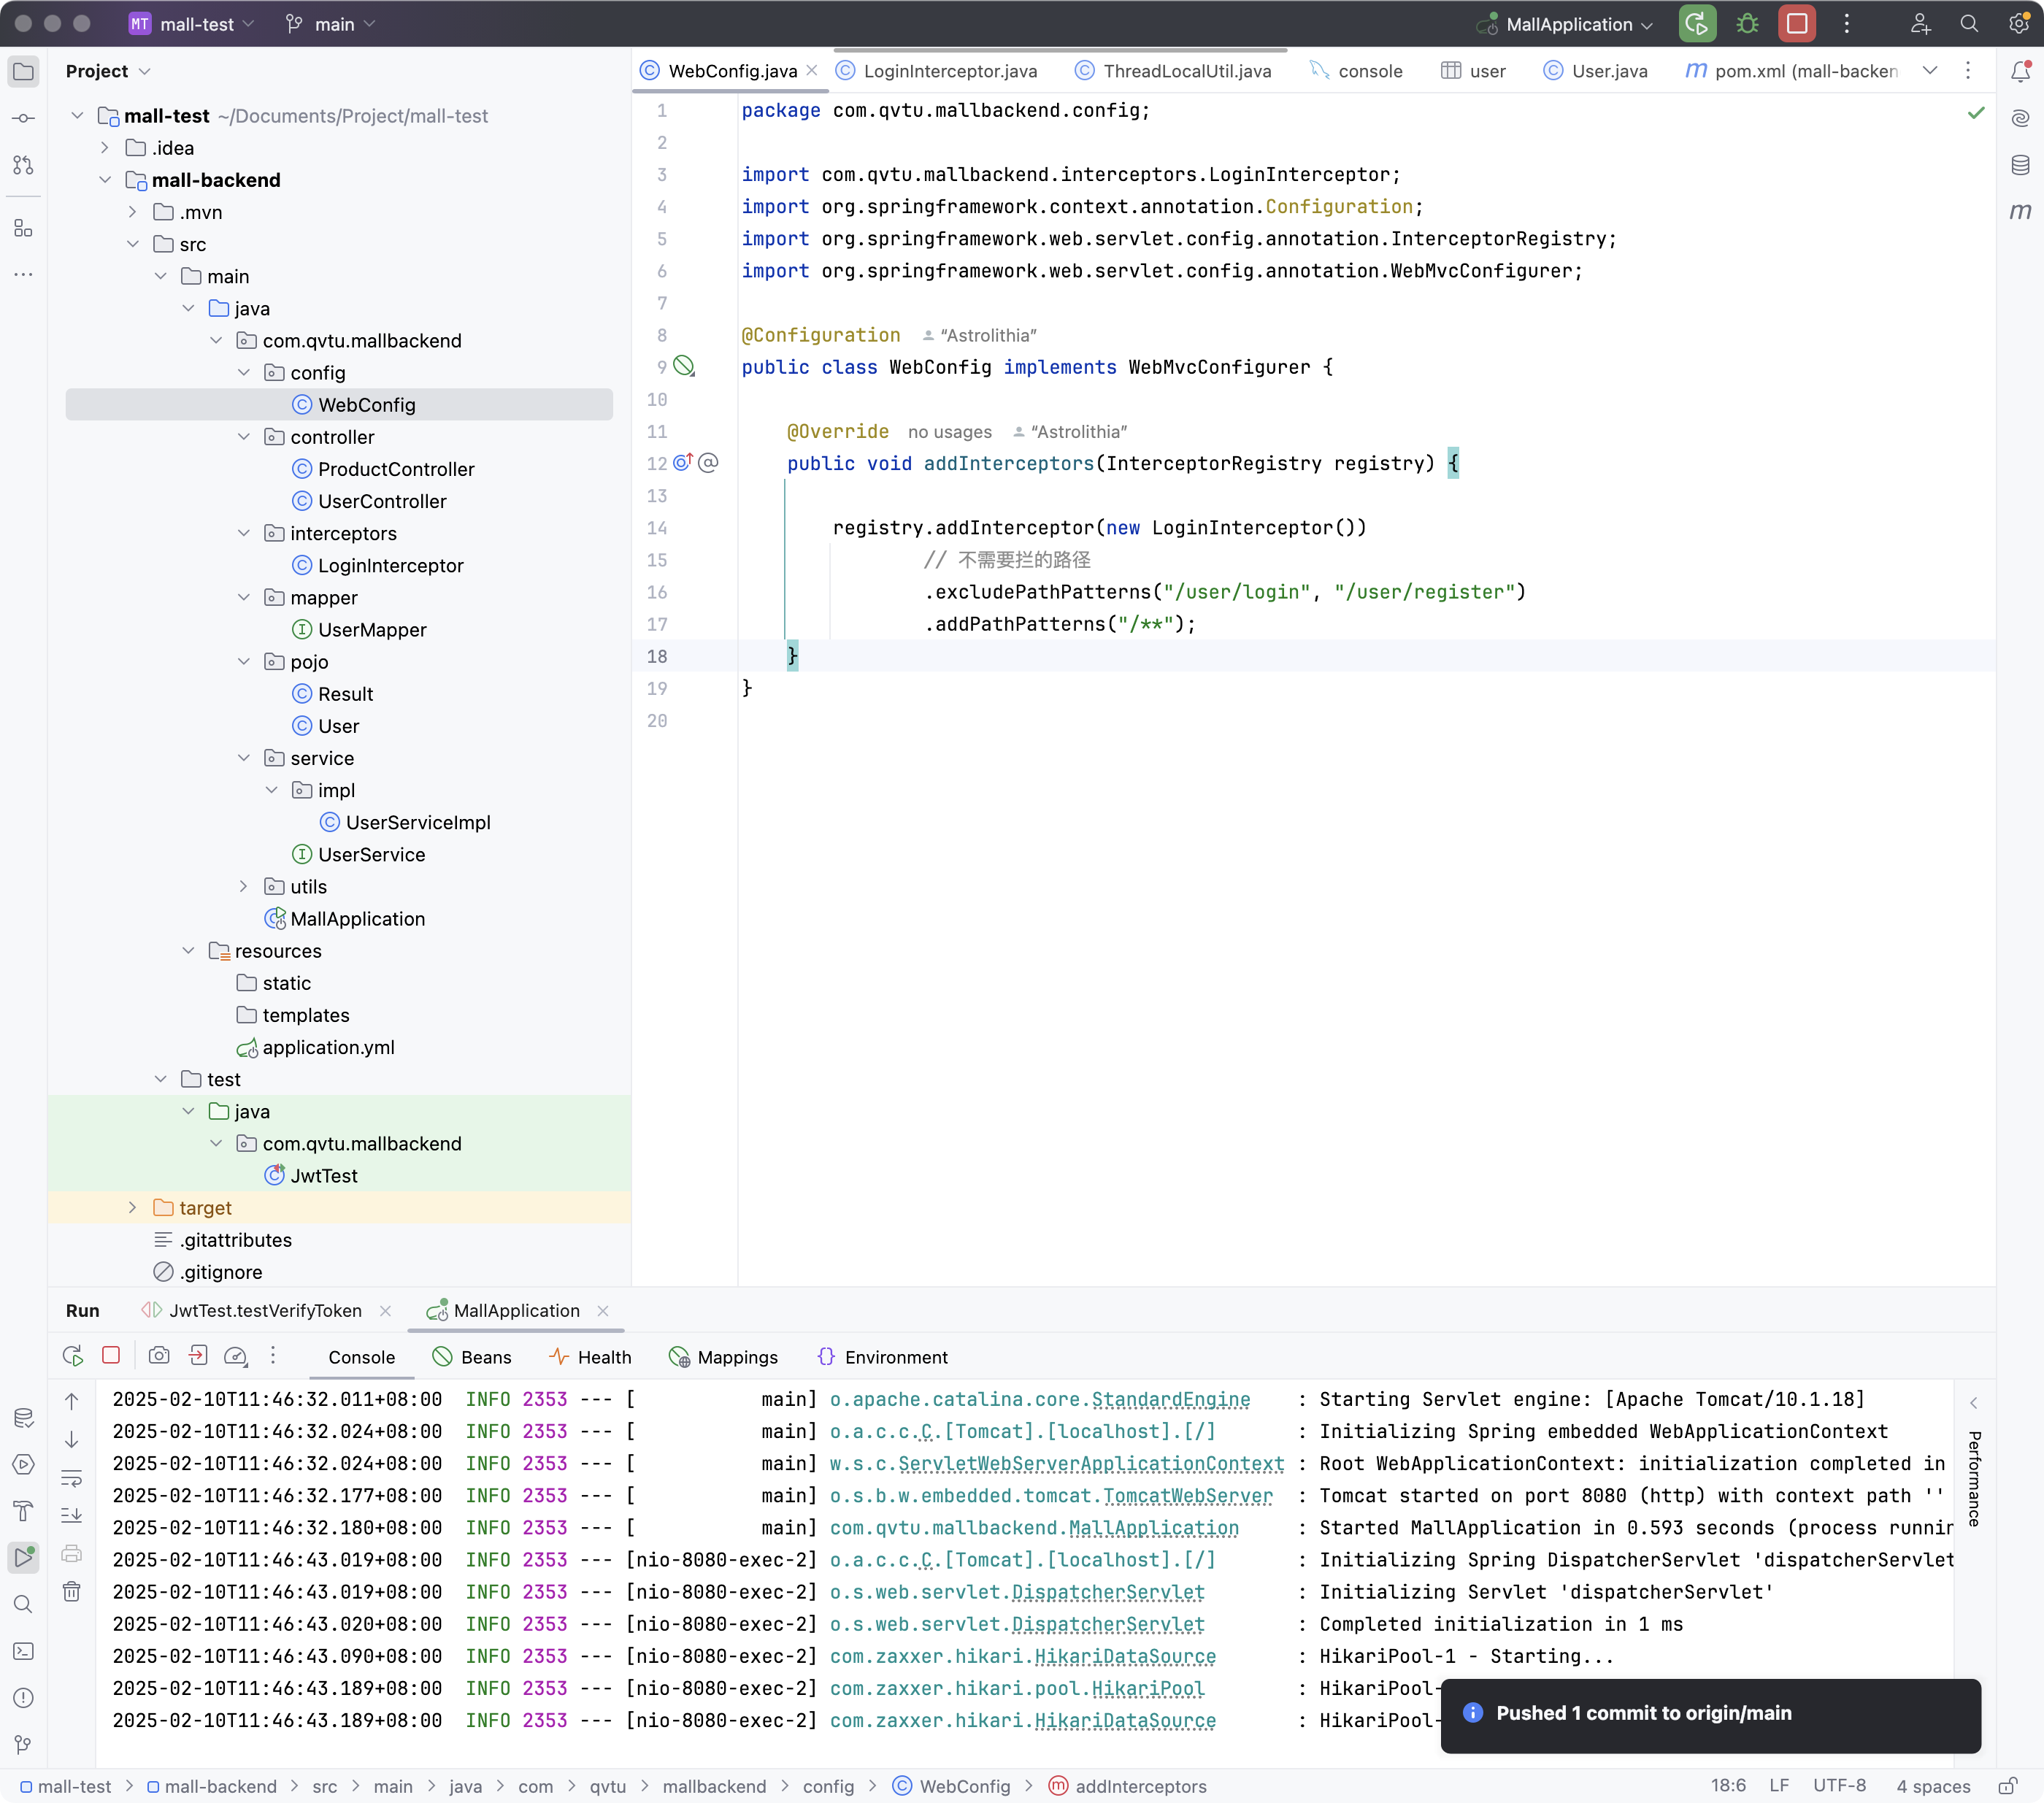 MT mall-test main MallApplication
Project
mall-test ~/Documents/Project/mall-test
.idea
mall-backend
.mvn
src
main
java
com.qvtu.mallbackend
config
WebConfig
controller
ProductController
UserController
interceptors
LoginInterceptor
mapper
UserMapper
pojo
Result
User
service
impl
UserServiceImpl
UserService
utils
MallApplication
resources
static
templates
application.yml
test
java
com.qvtu.mallbackend
JwtTest
target
.gitattributes
.gitignore
WebConfig.java LoginInterceptor.java ThreadLocalUtil.java console user User.java pom.xml (mall-backen
1 package com.qvtu.mallbackend.config;
2
3 import com.qvtu.mallbackend.interceptors.LoginInterceptor;
4 import org.springframework.context.annotation.Configuration;
5 import org.springframework.web.servlet.config.annotation.InterceptorRegistry;
6 import org.springframework.web.servlet.config.annotation.WebMvcConfigurer;
7
8 @Configuration “Astrolithia”
9 public class WebConfig implements WebMvcConfigurer {
10
11 @Override no usages “Astrolithia”
12 public void addInterceptors(InterceptorRegistry registry) {
13
14 registry.addInterceptor(new LoginInterceptor())
15 // 不需要拦的路径
16 .excludePathPatterns("/user/login", "/user/register")
17 .addPathPatterns("/**");
18 }
19 }
20
Run JwtTest.testVerifyToken MallApplication
Console Beans Health Mappings Environment
2025-02-10T11:46:32.011+08:00 INFO 2353 --- [ main] o.apache.catalina.core.StandardEngine : Starting Servlet engine: [Apache Tomcat/10.1.18]
2025-02-10T11:46:32.024+08:00 INFO 2353 --- [ main] o.a.c.c.C.[Tomcat].[localhost].[/] : Initializing Spring embedded WebApplicationContext
2025-02-10T11:46:32.024+08:00 INFO 2353 --- [ main] w.s.c.ServletWebServerApplicationContext : Root WebApplicationContext: initialization completed in
2025-02-10T11:46:32.177+08:00 INFO 2353 --- [ main] o.s.b.w.embedded.tomcat.TomcatWebServer : Tomcat started on port 8080 (http) with context path ''
2025-02-10T11:46:32.180+08:00 INFO 2353 --- [ main] com.qvtu.mallbackend.MallApplication : Started MallApplication in 0.593 seconds (process runnin
2025-02-10T11:46:43.019+08:00 INFO 2353 --- [nio-8080-exec-2] o.a.c.c.C.[Tomcat].[localhost].[/] : Initializing Spring DispatcherServlet 'dispatcherServlet
2025-02-10T11:46:43.019+08:00 INFO 2353 --- [nio-8080-exec-2] o.s.web.servlet.DispatcherServlet : Initializing Servlet 'dispatcherServlet'
2025-02-10T11:46:43.020+08:00 INFO 2353 --- [nio-8080-exec-2] o.s.web.servlet.DispatcherServlet : Completed initialization in 1 ms
2025-02-10T11:46:43.090+08:00 INFO 2353 --- [nio-8080-exec-2] com.zaxxer.hikari.HikariDataSource : HikariPool-1 - Starting...
2025-02-10T11:46:43.189+08:00 INFO 2353 --- [nio-8080-exec-2] com.zaxxer.hikari.pool.HikariPool : HikariPool-
2025-02-10T11:46:43.189+08:00 INFO 2353 --- [nio-8080-exec-2] com.zaxxer.hikari.HikariDataSource : HikariPool-
Performance
Pushed 1 commit to origin/main
mall-test > mall-backend > src > main > java > com > qvtu > mallbackend > config > WebConfig > addInterceptors 18:6 LF UTF-8 4 spaces